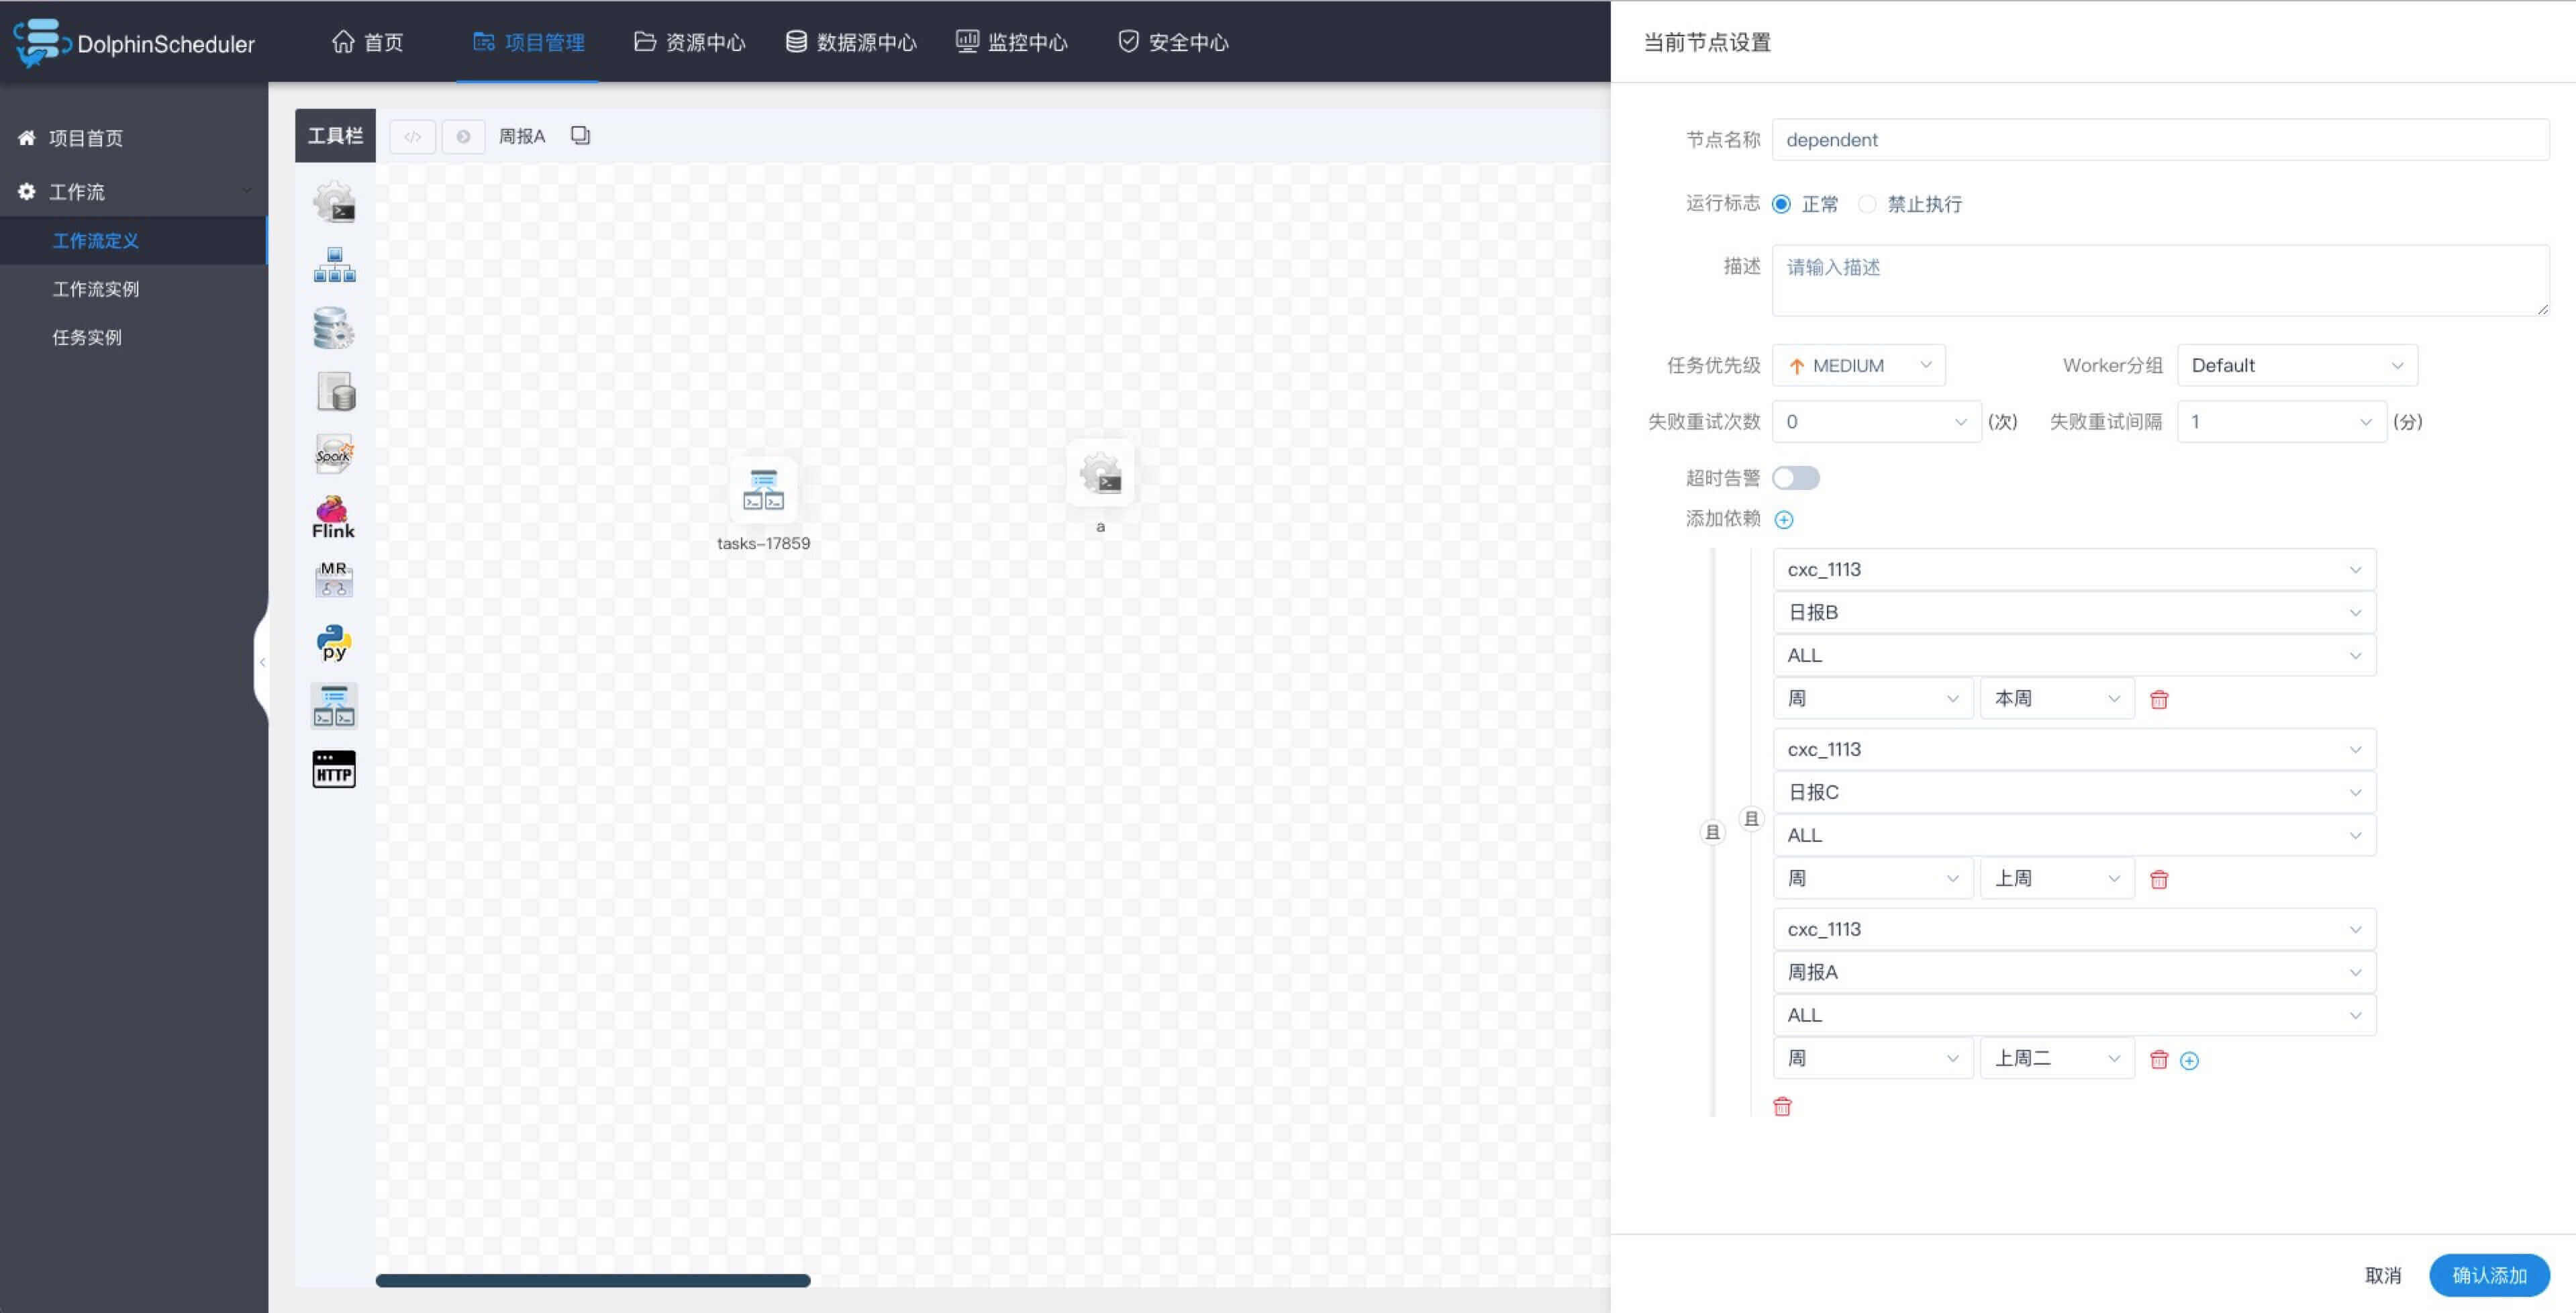 DolphinScheduler
首页
项目管理
资源中心
数据源中心
监控中心
安全中心
项目首页
工作流
工作流定义
工作流实例
任务实例
工具栏
</>
周报A
Spark
Flink
MR
py
HTTP
tasks-17859
a
当前节点设置
节点名称 dependent
运行标志 正常 禁止执行
描述 请输入描述
任务优先级 MEDIUM Worker分组 Default
失败重试次数 0 (次) 失败重试间隔 1 (分)
超时告警
添加依赖
cxc_1113
日报B
ALL
周 本周
cxc_1113
日报C
且 且
ALL
周 上周
cxc_1113
周报A
ALL
周 上周二
取消 确认添加